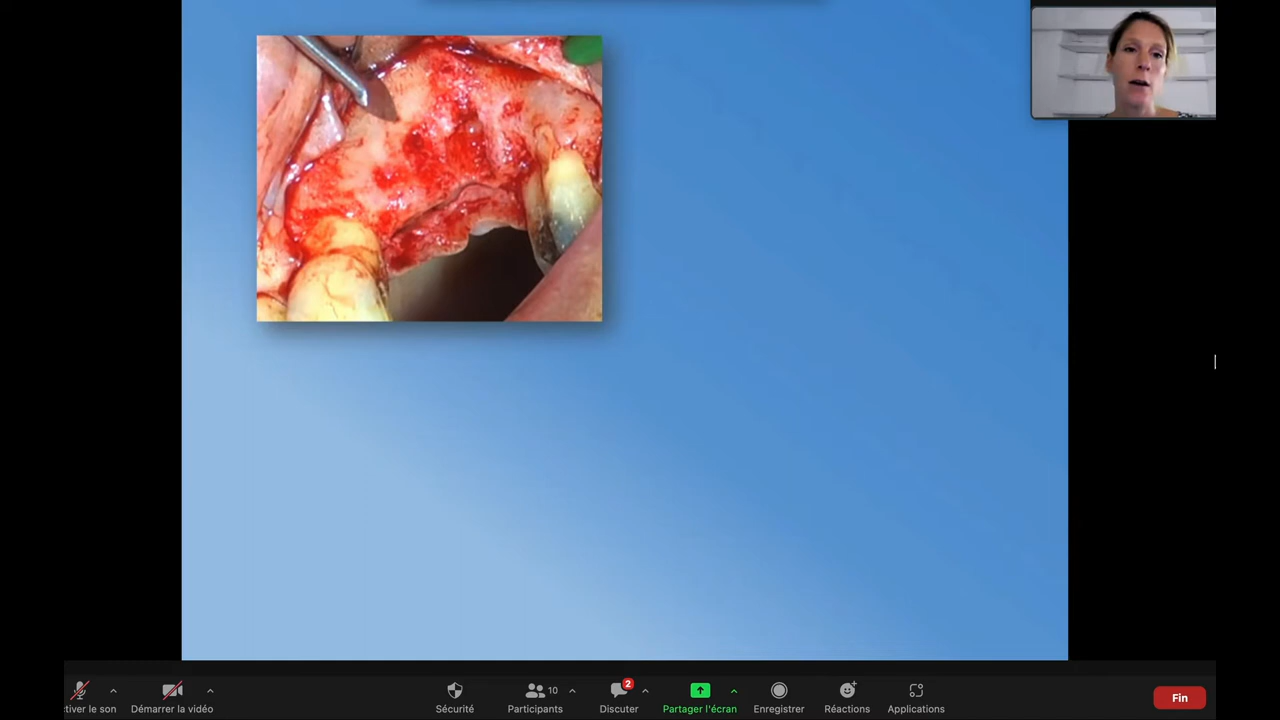 10
2
tiver le son
Démarrer la vidéo
Sécurité
Participants
Discuter
Partager l'écran
Enregistrer
Réactions
Applications
Fin